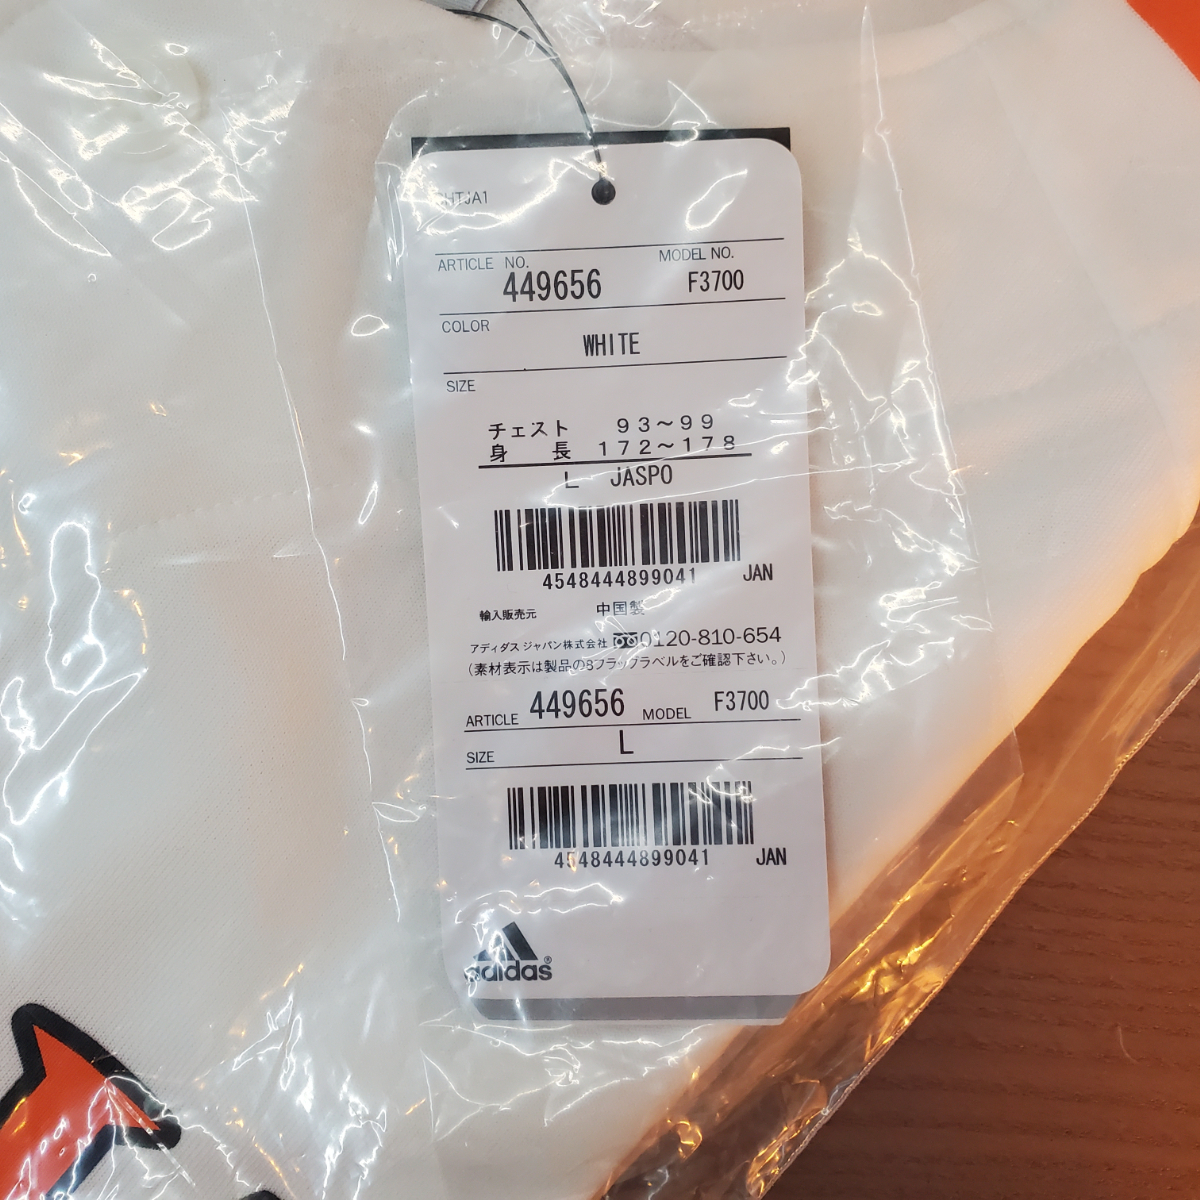 ARTICLE NO. 449656 MODEL NO. F3700
COLOR
WHITE
SIZE
チェスト 93～99
身 長 172～178
L JASPO
4548444899041 JAN
輸入販売元 中国製
アディダス ジャパン株式会社 0120-810-654
(素材表示は製品のBフラップラベルをご確認下さい。)
ARTICLE 449656 MODEL F3700
SIZE L
4548444899041 JAN
adidas®